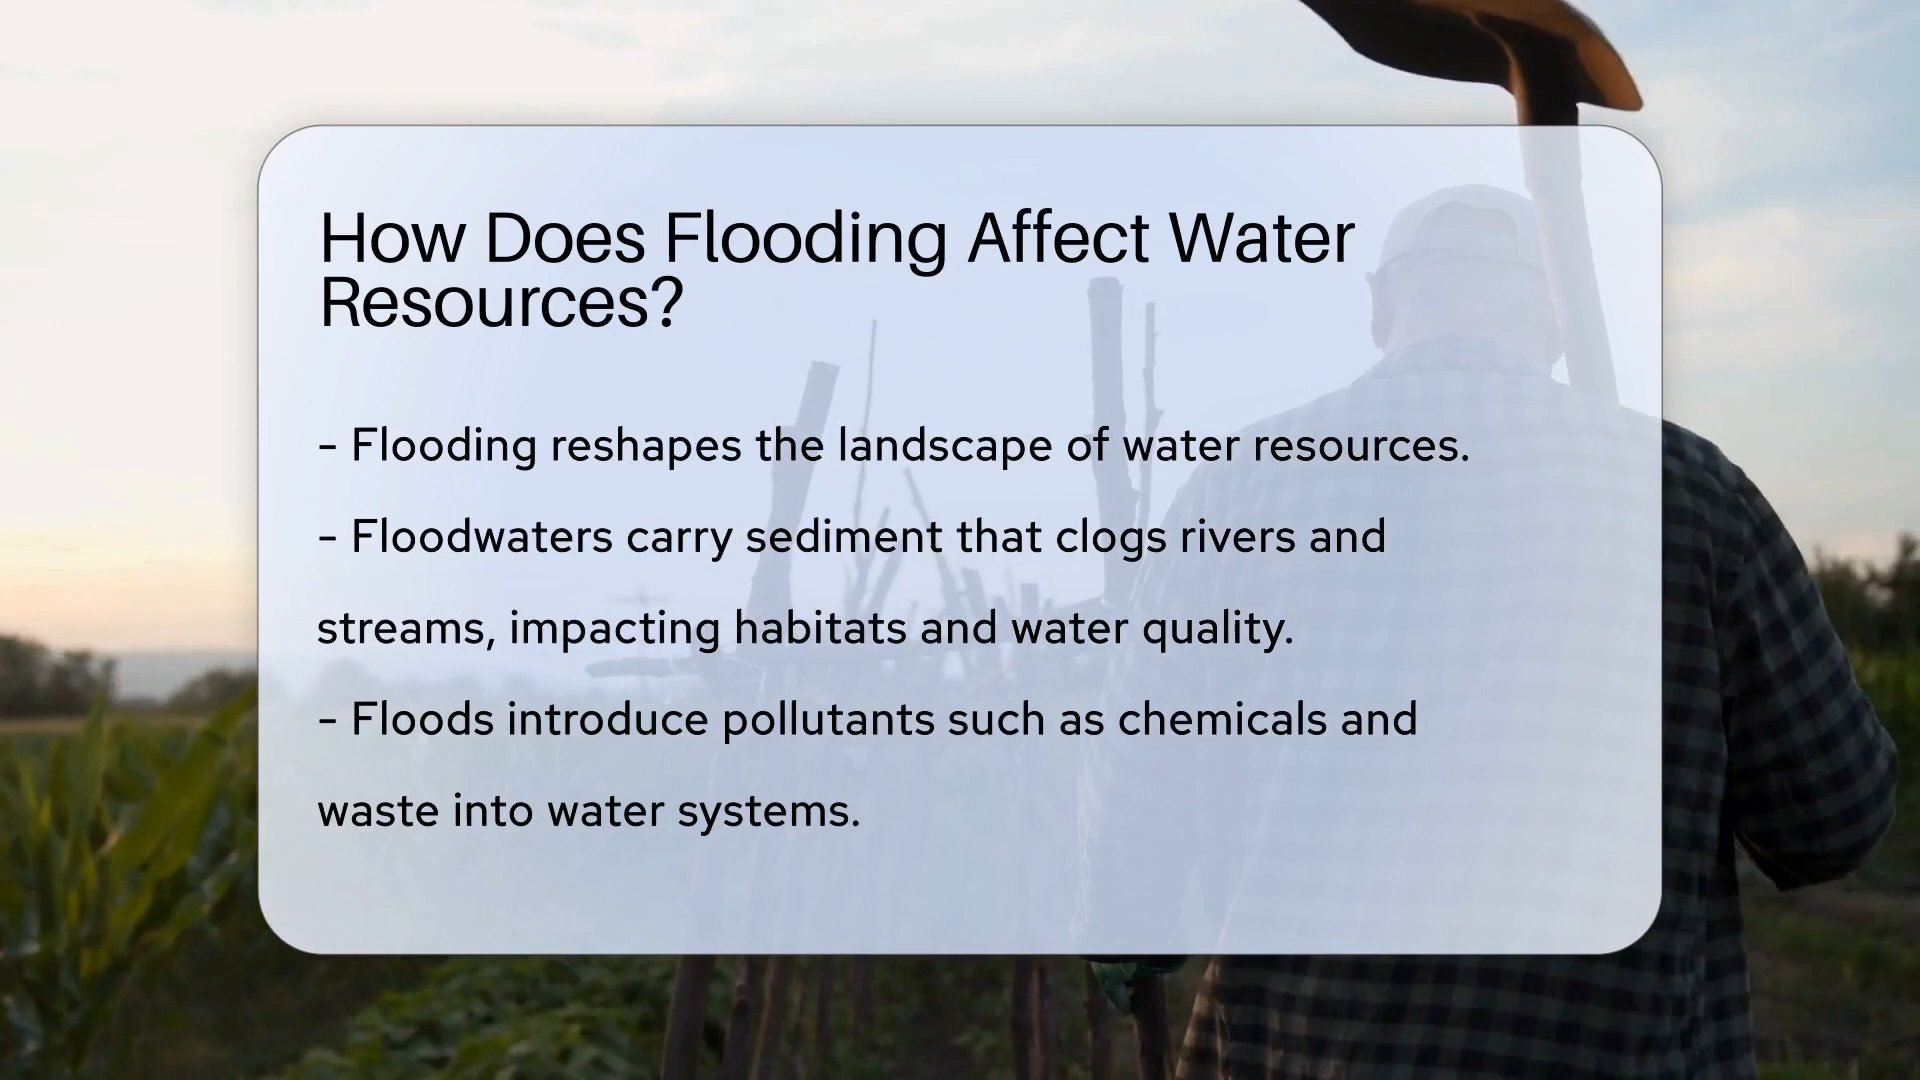 How Does Flooding Affect Water
Resources?
- Flooding reshapes the landscape of water resources.
- Floodwaters carry sediment that clogs rivers and
streams, impacting habitats and water quality.
- Floods introduce pollutants such as chemicals and
waste into water systems.